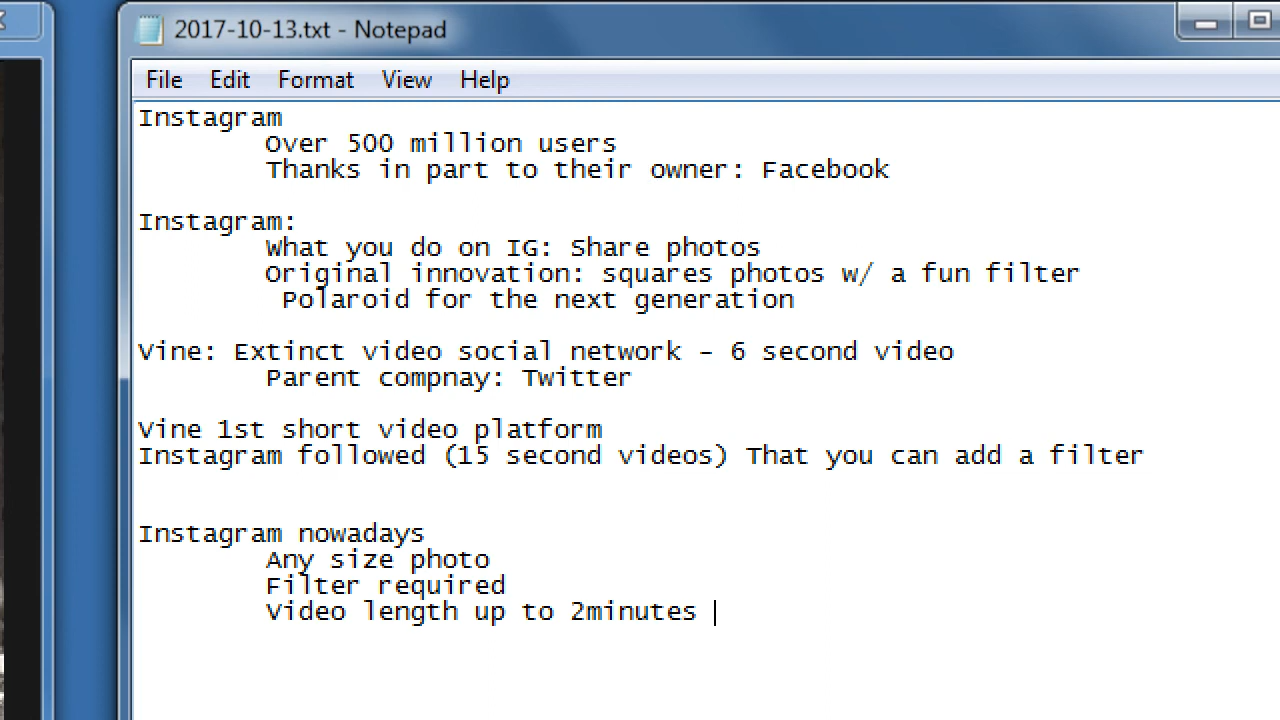 2017-10-13.txt - Notepad
File Edit Format View Help
Instagram
Over 500 million users
Thanks in part to their owner: Facebook
Instagram:
What you do on IG: Share photos
Original innovation: squares photos w/ a fun filter
Polaroid for the next generation
Vine: Extinct video social network - 6 second video
Parent compnay: Twitter
Vine 1st short video platform
Instagram followed (15 second videos) That you can add a filter
Instagram nowadays
Any size photo
Filter required
Video length up to 2minutes